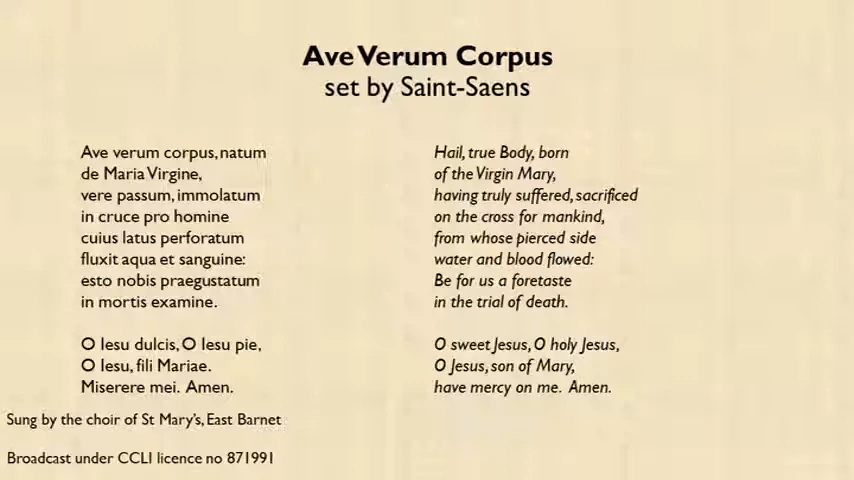 Ave Verum Corpus
set by Saint-Saens
Ave verum corpus, natum
de Maria Virgine,
vere passum, immolatum
in cruce pro homine
cuius latus perforatum
fluxit aqua et sanguine:
esto nobis praegustatum
in mortis examine.
O Iesu dulcis, O Iesu pie,
O Iesu, fili Mariae.
Miserere mei. Amen.
Hail, true Body, born
of the Virgin Mary,
having truly suffered, sacrificed
on the cross for mankind,
from whose pierced side
water and blood flowed:
Be for us a foretaste
in the trial of death.
O sweet Jesus, O holy Jesus,
O Jesus, son of Mary,
have mercy on me. Amen.
Sung by the choir of St Mary's, East Barnet
Broadcast under CCLI licence no 871991